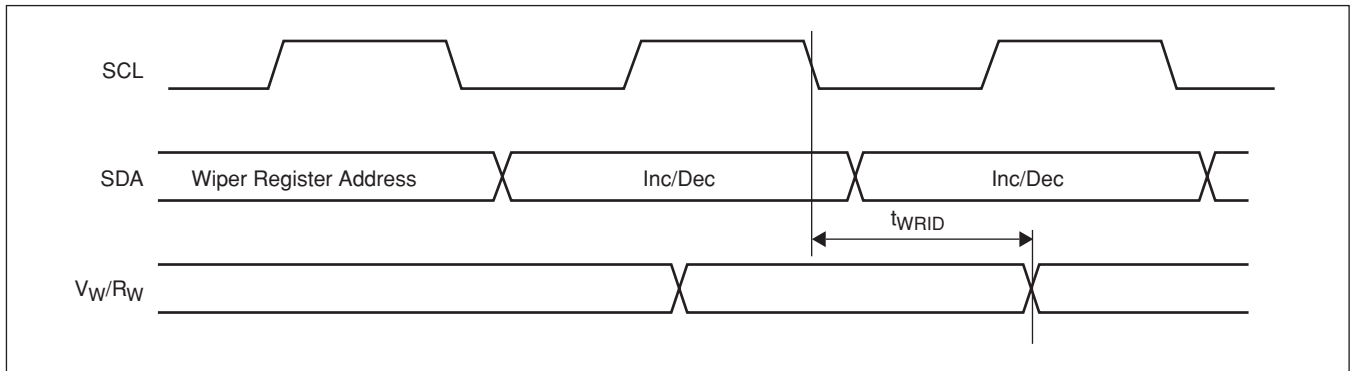 SCL
SDA
Wiper Register Address
Inc/Dec
Inc/Dec
tWRID
VW/RW